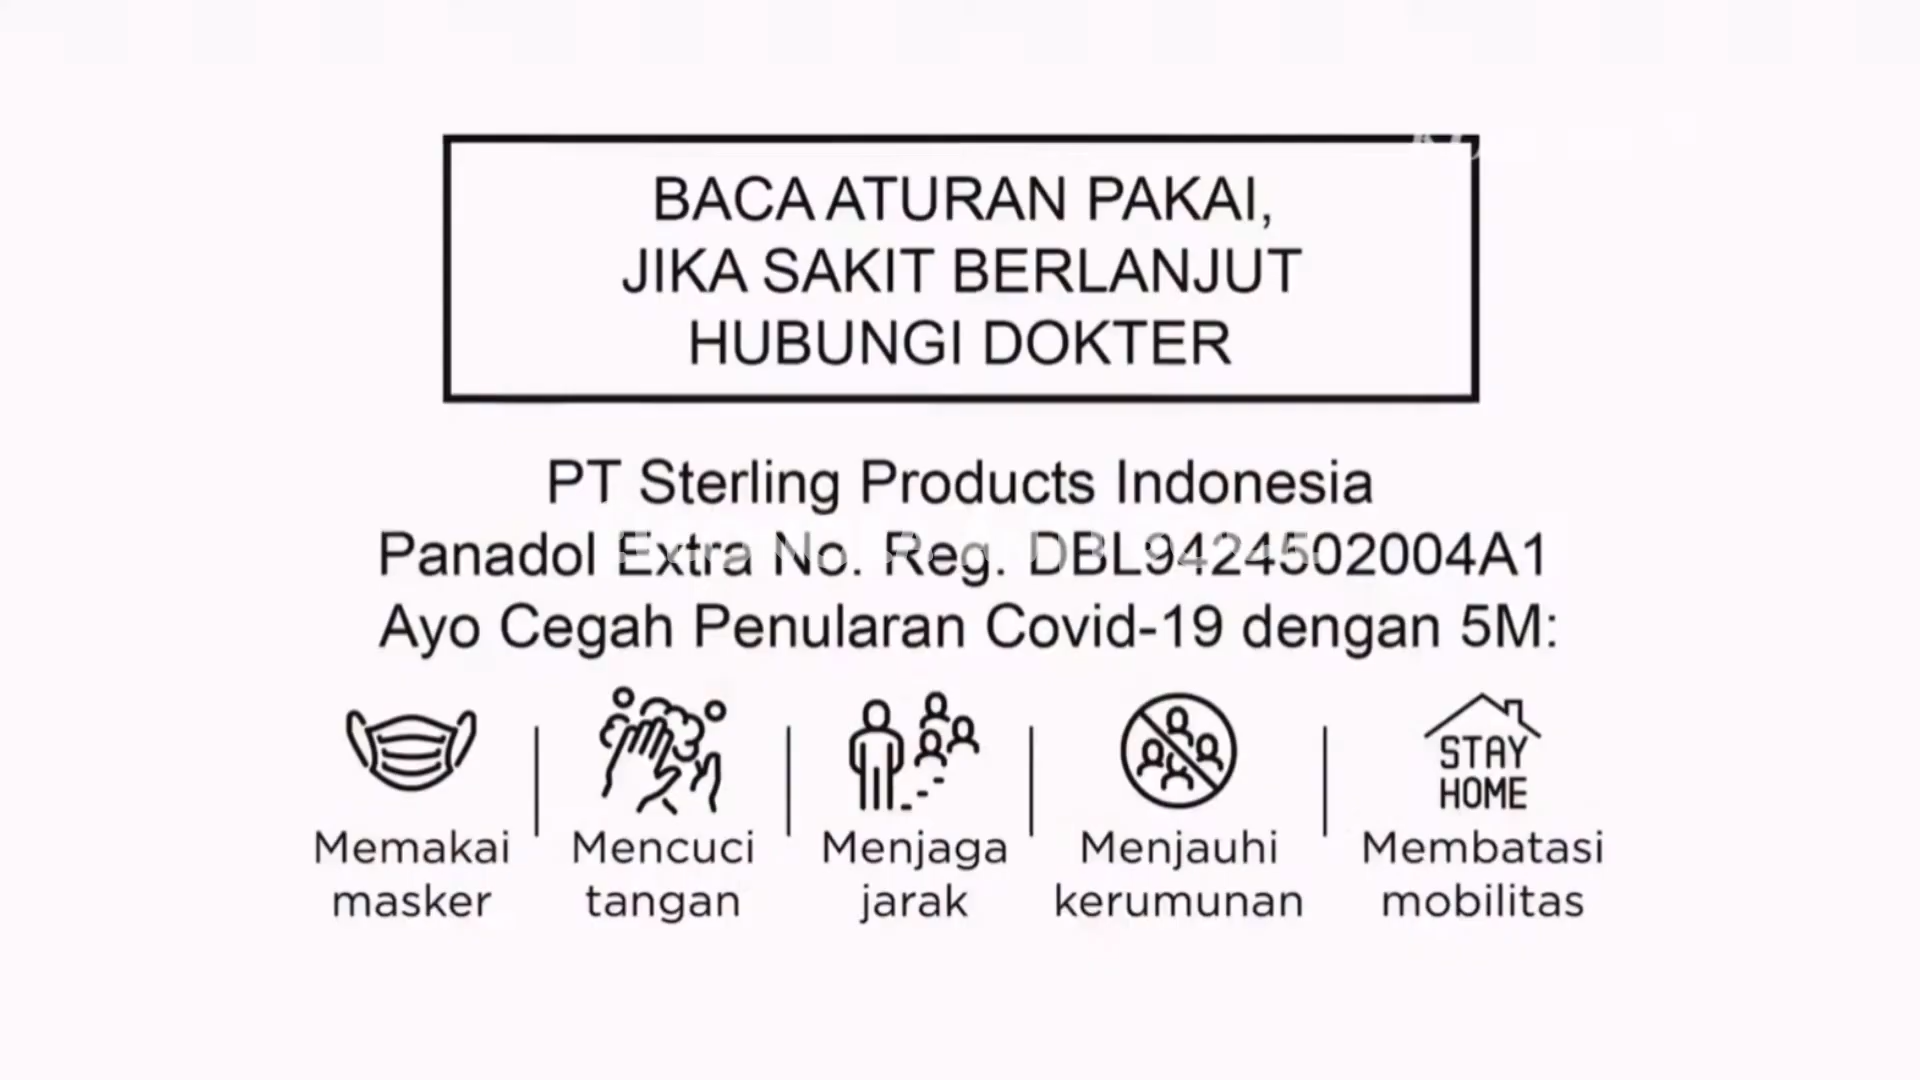 BACA ATURAN PAKAI,
JIKA SAKIT BERLANJUT
HUBUNGI DOKTER
PT Sterling Products Indonesia
Panadol Extra No. Reg. DBL9424502004A1
Ayo Cegah Penularan Covid-19 dengan 5M:
STAY
HOME
Memakai
masker
Mencuci
tangan
Menjaga
jarak
Menjauhi
kerumunan
Membatasi
mobilitas